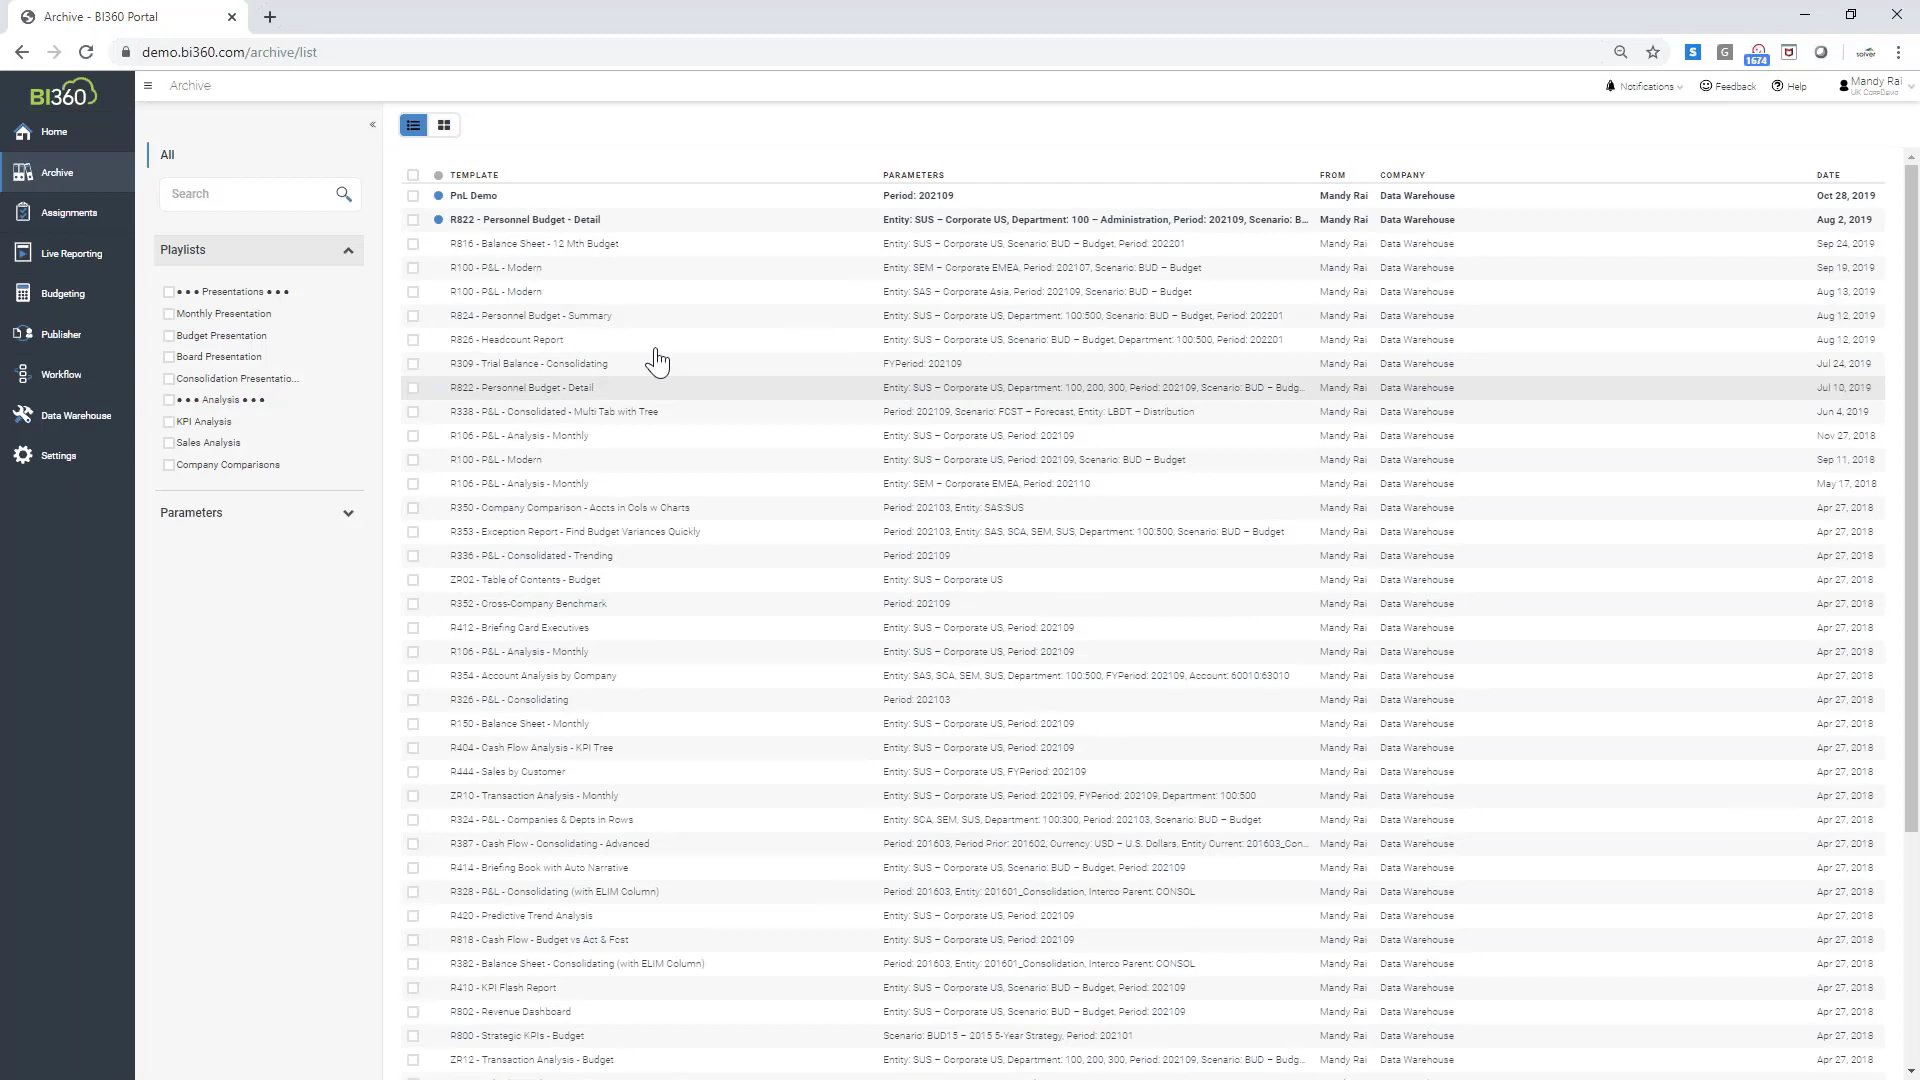 Archive - BI360 Portal
demo.bi360.com/archive/list
S G 1674 solver
BI360
Archive
Notifications Feedback Help Mandy Rai
UK CorpDemo
Home
Archive
Assignments
Live Reporting
Budgeting
Publisher
Workflow
Data Warehouse
Settings
All
Search
Playlists
● ● ● Presentations ● ● ●
Monthly Presentation
Budget Presentation
Board Presentation
Consolidation Presentatio...
● ● ● Analysis ● ● ●
KPI Analysis
Sales Analysis
Company Comparisons
Parameters
TEMPLATE PARAMETERS FROM COMPANY DATE
PnL Demo Period: 202109 Mandy Rai Data Warehouse Oct 28, 2019
R822 - Personnel Budget - Detail Entity: SUS – Corporate US, Department: 100 – Administration, Period: 202109, Scenario: B... Mandy Rai Data Warehouse Aug 2, 2019
R816 - Balance Sheet - 12 Mth Budget Entity: SUS – Corporate US, Scenario: BUD – Budget, Period: 202201 Mandy Rai Data Warehouse Sep 24, 2019
R100 - P&L - Modern Entity: SEM – Corporate EMEA, Period: 202107, Scenario: BUD – Budget Mandy Rai Data Warehouse Sep 19, 2019
R100 - P&L - Modern Entity: SAS – Corporate Asia, Period: 202109, Scenario: BUD – Budget Mandy Rai Data Warehouse Aug 13, 2019
R824 - Personnel Budget - Summary Entity: SUS – Corporate US, Department: 100:500, Scenario: BUD – Budget, Period: 202201 Mandy Rai Data Warehouse Aug 12, 2019
R826 - Headcount Report Entity: SUS – Corporate US, Scenario: BUD – Budget, Department: 100:500, Period: 202201 Mandy Rai Data Warehouse Aug 12, 2019
R309 - Trial Balance - Consolidating FYPeriod: 202109 Mandy Rai Data Warehouse Jul 24, 2019
R822 - Personnel Budget - Detail Entity: SUS – Corporate US, Department: 100, 200, 300, Period: 202109, Scenario: BUD – Budg... Mandy Rai Data Warehouse Jul 10, 2019
R338 - P&L - Consolidated - Multi Tab with Tree Period: 202109, Scenario: FCST – Forecast, Entity: LBDT – Distribution Mandy Rai Data Warehouse Jun 4, 2019
R106 - P&L - Analysis - Monthly Entity: SUS – Corporate US, Period: 202109 Mandy Rai Data Warehouse Nov 27, 2018
R100 - P&L - Modern Entity: SUS – Corporate US, Period: 202109, Scenario: BUD – Budget Mandy Rai Data Warehouse Sep 11, 2018
R106 - P&L - Analysis - Monthly Entity: SEM – Corporate EMEA, Period: 202110 Mandy Rai Data Warehouse May 17, 2018
R350 - Company Comparison - Accts in Cols w Charts Period: 202103, Entity: SAS:SUS Mandy Rai Data Warehouse Apr 27, 2018
R353 - Exception Report - Find Budget Variances Quickly Period: 202103, Entity: SAS, SCA, SEM, SUS, Department: 100:500, Scenario: BUD – Budget Mandy Rai Data Warehouse Apr 27, 2018
R336 - P&L - Consolidated - Trending Period: 202109 Mandy Rai Data Warehouse Apr 27, 2018
ZR02 - Table of Contents - Budget Entity: SUS – Corporate US Mandy Rai Data Warehouse Apr 27, 2018
R352 - Cross-Company Benchmark Period: 202109 Mandy Rai Data Warehouse Apr 27, 2018
R412 - Briefing Card Executives Entity: SUS – Corporate US, Period: 202109 Mandy Rai Data Warehouse Apr 27, 2018
R106 - P&L - Analysis - Monthly Entity: SUS – Corporate US, Period: 202109 Mandy Rai Data Warehouse Apr 27, 2018
R354 - Account Analysis by Company Entity: SAS, SCA, SEM, SUS, Department: 100:500, FYPeriod: 202109, Account: 60010:63010 Mandy Rai Data Warehouse Apr 27, 2018
R326 - P&L - Consolidating Period: 202103 Mandy Rai Data Warehouse Apr 27, 2018
R150 - Balance Sheet - Monthly Entity: SUS – Corporate US, Period: 202109 Mandy Rai Data Warehouse Apr 27, 2018
R404 - Cash Flow Analysis - KPI Tree Entity: SUS – Corporate US, Period: 202109 Mandy Rai Data Warehouse Apr 27, 2018
R444 - Sales by Customer Entity: SUS – Corporate US, FYPeriod: 202109 Mandy Rai Data Warehouse Apr 27, 2018
ZR10 - Transaction Analysis - Monthly Entity: SUS – Corporate US, Period: 202109, FYPeriod: 202109, Department: 100:500 Mandy Rai Data Warehouse Apr 27, 2018
R324 - P&L - Companies & Depts in Rows Entity: SCA, SEM, SUS, Department: 100:300, Period: 202103, Scenario: BUD – Budget Mandy Rai Data Warehouse Apr 27, 2018
R387 - Cash Flow - Consolidating - Advanced Period: 201603, Period Prior: 201602, Currency: USD – U.S. Dollars, Entity Current: 201603_Con... Mandy Rai Data Warehouse Apr 27, 2018
R414 - Briefing Book with Auto Narrative Entity: SUS – Corporate US, Scenario: BUD – Budget, Period: 202109 Mandy Rai Data Warehouse Apr 27, 2018
R328 - P&L - Consolidating (with ELIM Column) Period: 201603, Entity: 201601_Consolidation, Interco Parent: CONSOL Mandy Rai Data Warehouse Apr 27, 2018
R420 - Predictive Trend Analysis Entity: SUS – Corporate US, Period: 202109 Mandy Rai Data Warehouse Apr 27, 2018
R818 - Cash Flow - Budget vs Act & Fcst Entity: SUS – Corporate US, Period: 202109 Mandy Rai Data Warehouse Apr 27, 2018
R382 - Balance Sheet - Consolidating (with ELIM Column) Period: 201603, Entity: 201601_Consolidation, Interco Parent: CONSOL Mandy Rai Data Warehouse Apr 27, 2018
R410 - KPI Flash Report Entity: SUS – Corporate US, Scenario: BUD – Budget, Period: 202109 Mandy Rai Data Warehouse Apr 27, 2018
R802 - Revenue Dashboard Entity: SUS – Corporate US, Scenario: BUD – Budget, Period: 202109 Mandy Rai Data Warehouse Apr 27, 2018
R800 - Strategic KPIs - Budget Scenario: BUD15 – 2015 5-Year Strategy, Period: 202101 Mandy Rai Data Warehouse Apr 27, 2018
ZR12 - Transaction Analysis - Budget Entity: SUS – Corporate US, Department: 100, 200, 300, Period: 202109, Scenario: BUD – Budg... Mandy Rai Data Warehouse Apr 27, 2018